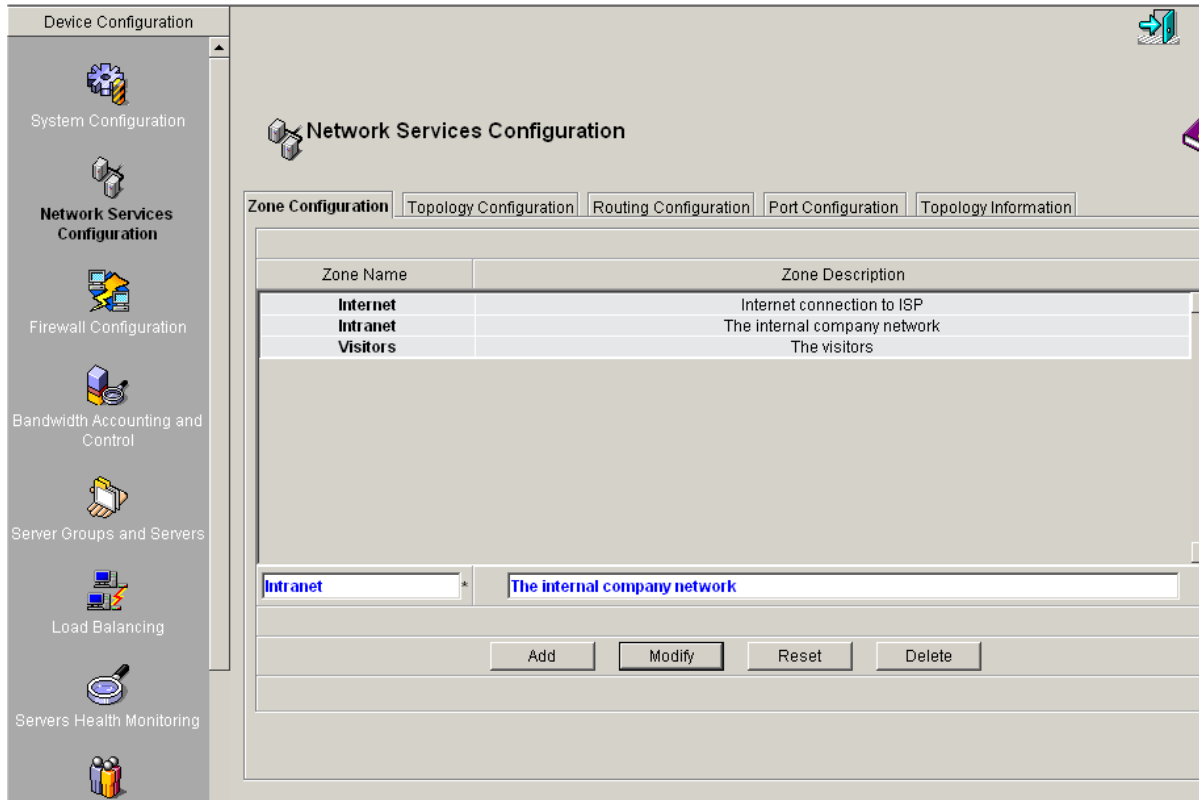 Device Configuration
System Configuration
Network Services
Configuration
Firewall Configuration
Bandwidth Accounting and
Control
Server Groups and Servers
Load Balancing
Servers Health Monitoring
Network Services Configuration
Zone Configuration Topology Configuration Routing Configuration Port Configuration Topology Information
Zone Name Zone Description
Internet Internet connection to ISP
Intranet The internal company network
Visitors The visitors
Intranet * The internal company network
Add Modify Reset Delete